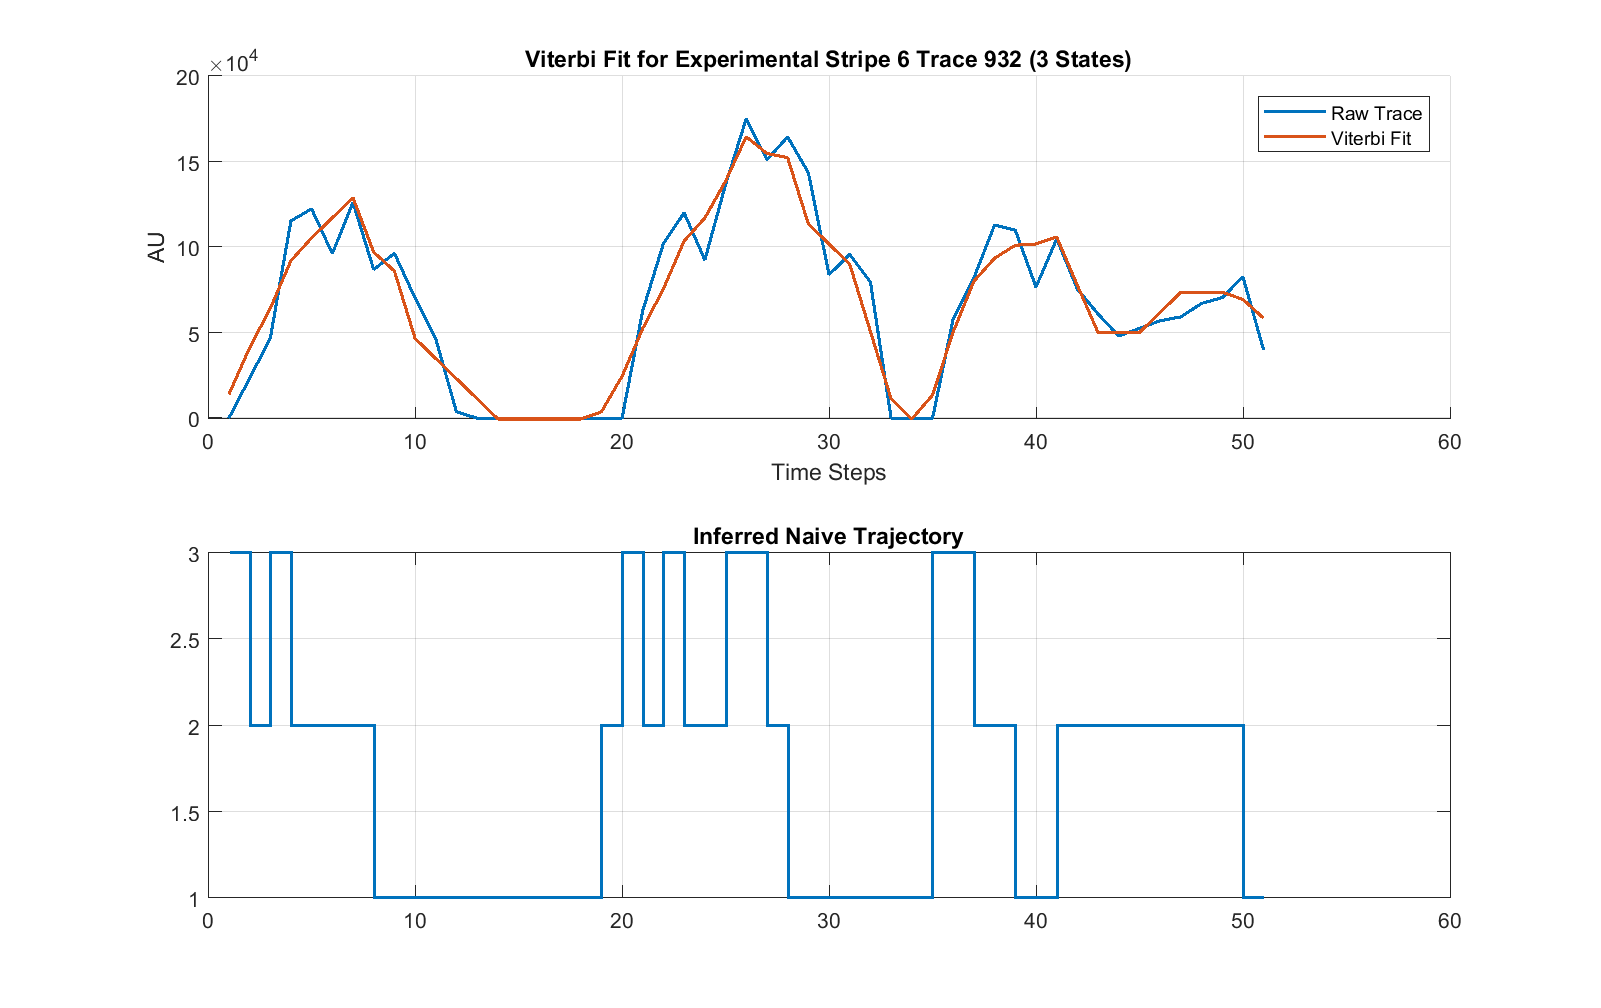 Viterbi Fit for Experimental Stripe 6 Trace 932 (3 States)
×10^4
20
15
10
5
0
AU
Raw Trace
Viterbi Fit
0 10 20 30 40 50 60
Time Steps
Inferred Naive Trajectory
3
2.5
2
1.5
1
0 10 20 30 40 50 60